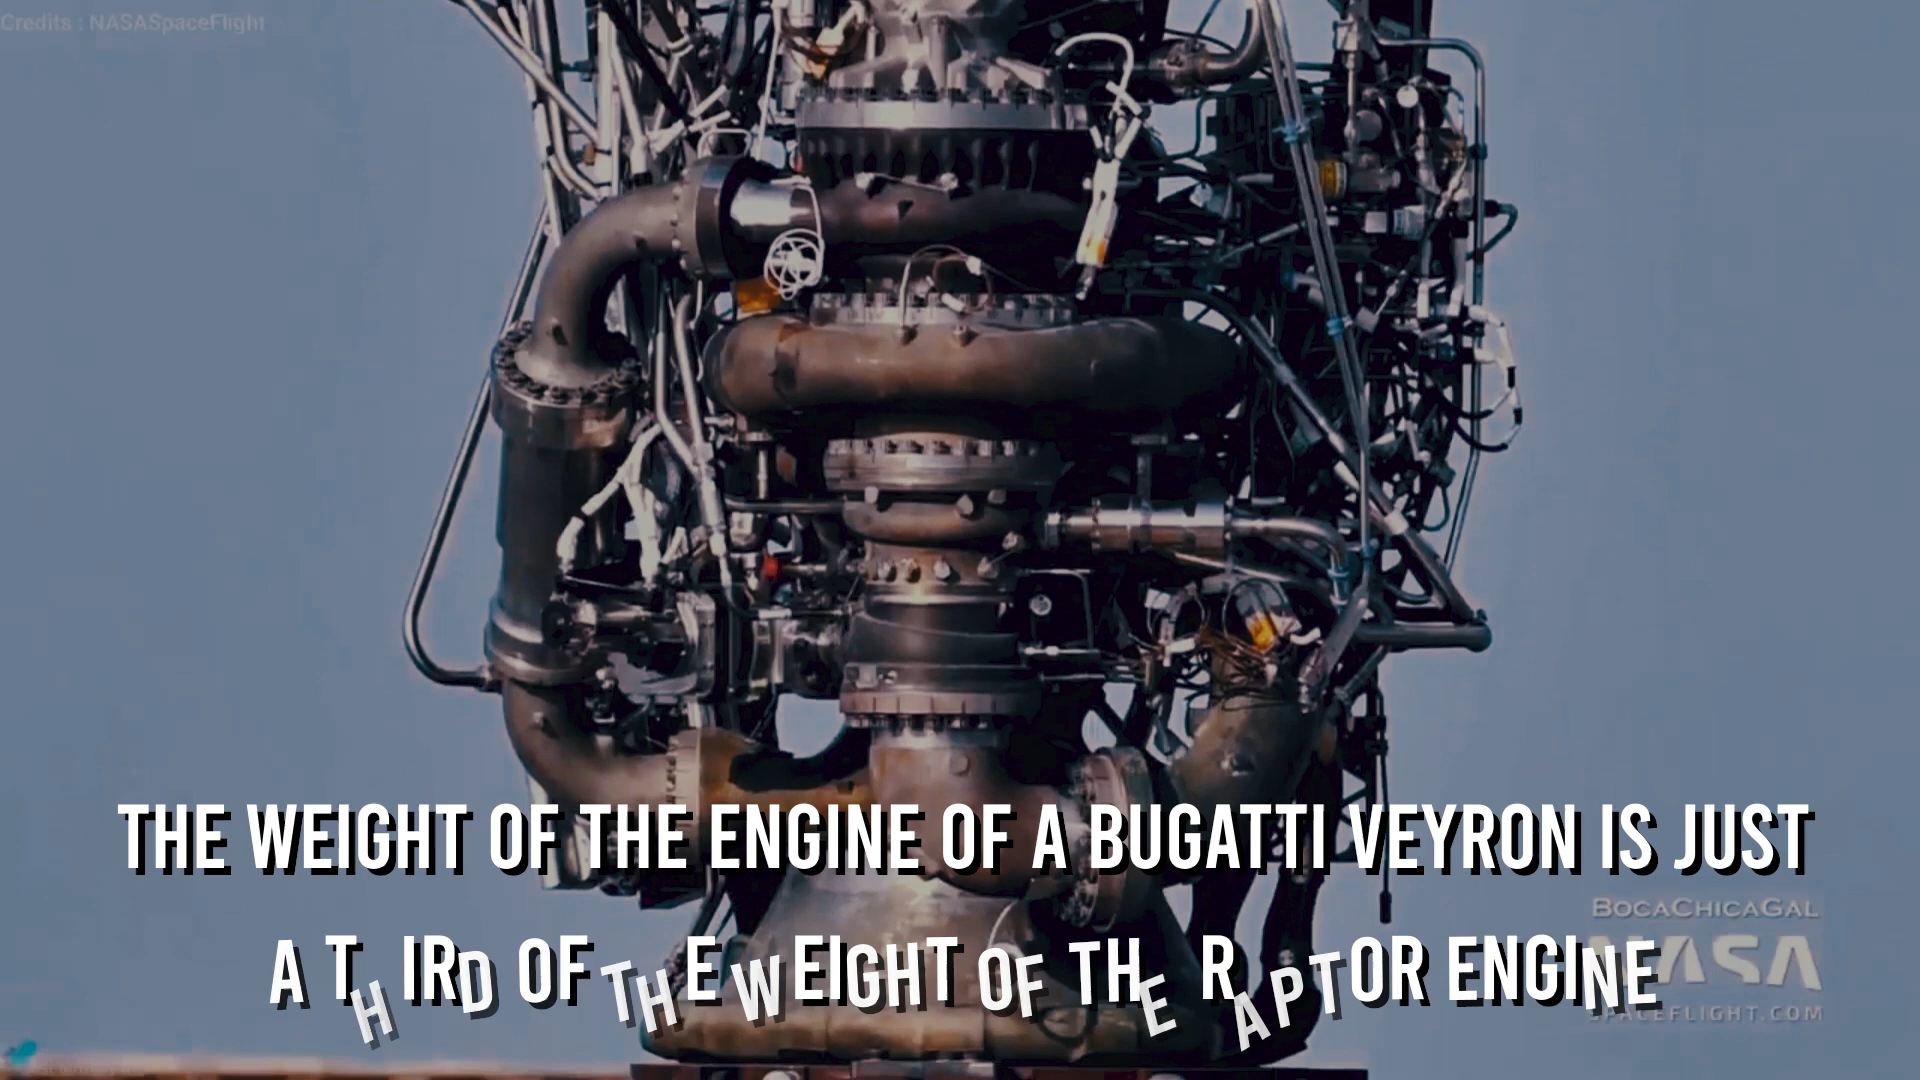 Credits : NASASpaceFlight
THE WEIGHT OF THE ENGINE OF A BUGATTI VEYRON IS JUST
A THIRD OF THE WEIGHT OF THE RAPTOR ENGINE
BOCACHICAGAL
NASA
SPACEFLIGHT.COM